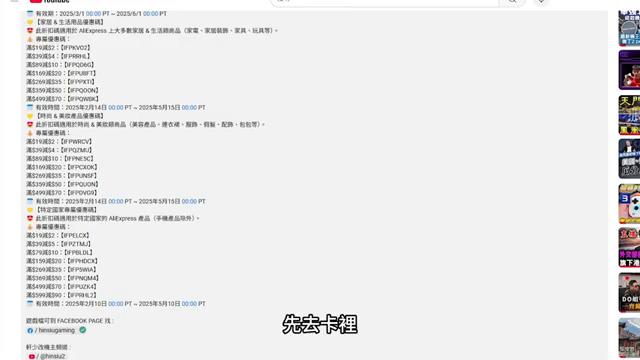 YouTube
🗓️ 有效期：2025/3/1 00:00 PT ~ 2025/6/1 00:00 PT
💛【家居 & 生活用品優惠碼】
此折扣碼適用於 AliExpress 上大多數家居 & 生活類商品（家電、家居裝飾、家具、玩具等）。
專屬優惠碼：
滿$19減$2：【IFPKVO2】
滿$39減$4：【IFPRRHL】
滿$89減$10：【IFPQD6G】
滿$169減$20：【IFPUBFT】
滿$269減$35：【IFPPXTI】
滿$359減$50：【IFPQOON】
滿$499減$70：【IFPQWBK】
有效時間：2025年2月14日 00:00 PT ~ 2025年5月15日 00:00 PT
💛【時尚 & 美妝產品優惠碼】
此折扣碼適用於時尚 & 美妝類商品（美容產品、連衣裙、服飾、假髮、配飾、包包等）。
專屬優惠碼：
滿$19減$2：【IFPWRCV】
滿$39減$4：【IFPQZMU】
滿$89減$10：【IFPNE5C】
滿$169減$20：【IFPCXOK】
滿$269減$35：【IFPUNSF】
滿$359減$50：【IFPQUON】
滿$499減$70：【IFPDVG9】
有效時間：2025年2月14日 00:00 PT ~ 2025年5月15日 00:00 PT
💛【特定國家專屬優惠碼】
此折扣碼適用於特定國家的 AliExpress 產品（手機產品除外）。
專屬優惠碼：
滿$19減$2：【IFPELCX】
滿$39減$5：【IFPZTMJ】
滿$79減$10：【IFPBLDL】
滿$159減$20：【IFPHDCX】
滿$269減$35：【IFP5WIA】
滿$369減$50：【IFPNQM4】
滿$499減$70：【IFPUZK4】
滿$599減$90：【IFPRHL2】
有效時間：2025年2月10日 00:00 PT ~ 2025年5月10日 00:00 PT
遊戲檔可到 FACEBOOK PAGE 找：
/ hinsiugaming
軒少改機主頻道：
/ @hinsiu2
先去卡裡